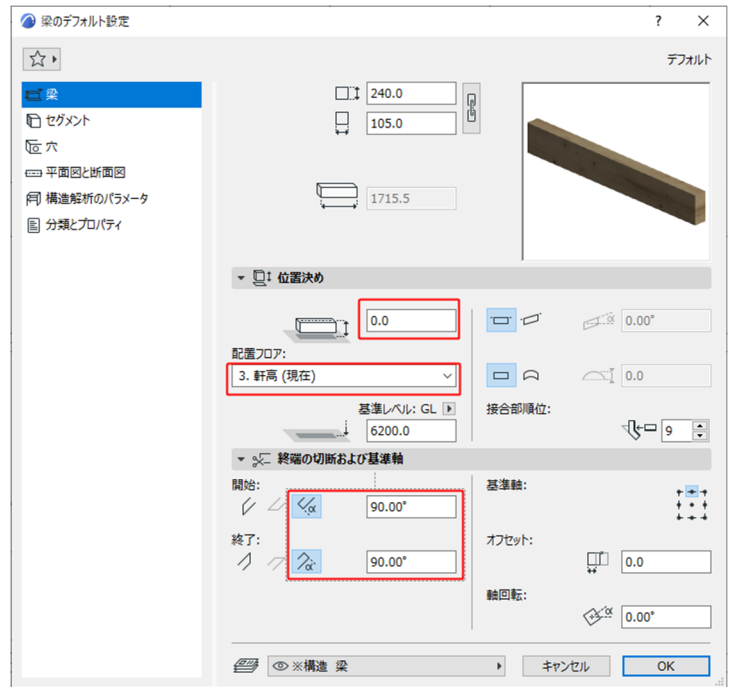 梁のデフォルト設定
?
デフォルト
梁
セグメント
穴
平面図と断面図
構造解析のパラメータ
分類とプロパティ
240.0
105.0
1715.5
位置決め
0.0
α 0.00°
配置フロア:
3. 軒高 (現在)
0.0
基準レベル: GL
接合部順位:
6200.0
9
終端の切断および基準軸
開始:
基準軸:
α 90.00°
終了:
オフセット:
α 90.00°
0.0
軸回転:
α 0.00°
※構造 梁
キャンセル
OK